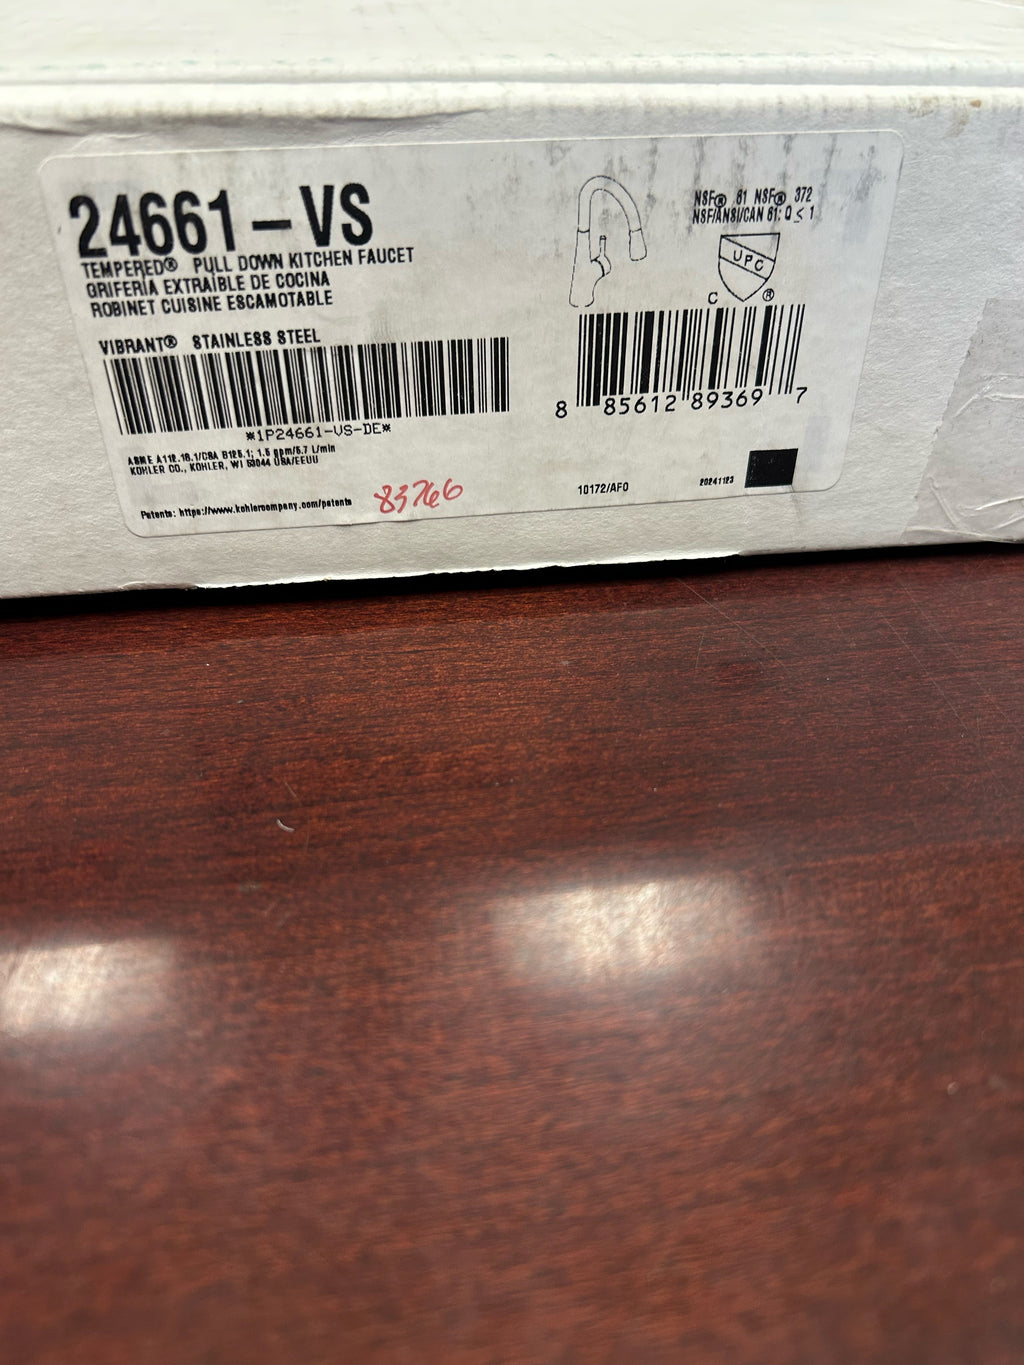 24661-VS
TEMPERED® PULL DOWN KITCHEN FAUCET
GRIFERÍA EXTRAÍBLE DE COCINA
ROBINET CUISINE ESCAMOTABLE
VIBRANT® STAINLESS STEEL
*1P24661-VS-DE*
ASME A112.18.1/CSA B125.1; 1.5 gpm/5.7 L/min
KOHLER CO., KOHLER, WI 53044 USA/EEUU
Patents: https://www.kohlercompany.com/patents
83766
NSF® 61 NSF® 372
NSF/ANSI/CAN 61: Q ≤ 1
UPC
C ®
8 85612 89369 7
10172/AF0
20241123